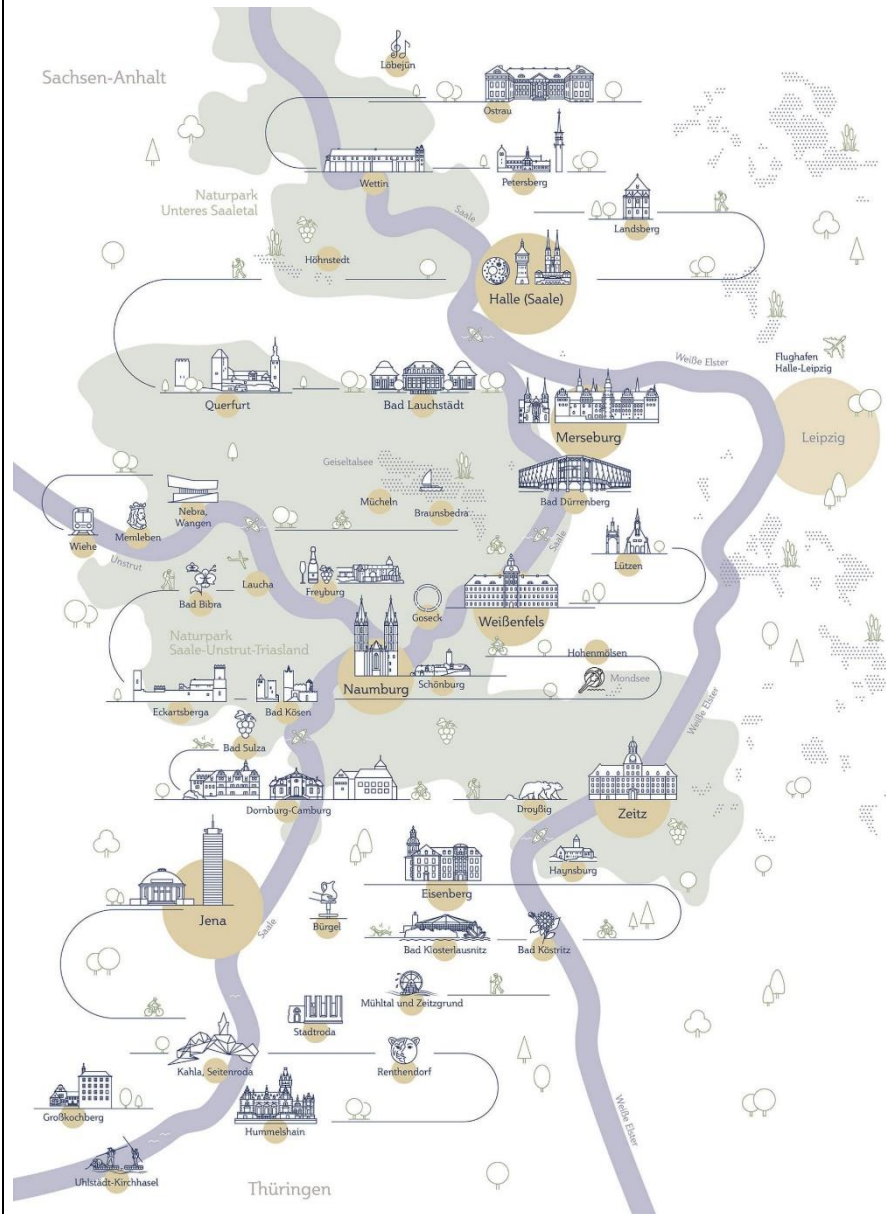 Löbejün
Sachsen-Anhalt
Ostrau
Wettin
Petersberg
Naturpark
Unteres Saaletal
Saale
Landsberg
Höhnstedt
Halle (Saale)
Weiße Elster
Flughafen
Halle-Leipzig
Querfurt
Bad Lauchstädt
Merseburg
Leipzig
Geiseltalsee
Mücheln
Braunsbedra
Bad Dürrenberg
Nebra,
Wangen
Memleben
Wiehe
Unstrut
Saale
Lützen
Laucha
Freyburg
Bad Bibra
Goseck
Weißenfels
Naturpark
Saale-Unstrut-Triasland
Hohenmölsen
Naumburg
Schönburg
Mondsee
Eckartsberga
Bad Kösen
Weiße Elster
Bad Sulza
Dornburg-Camburg
Droyßig
Zeitz
Haynsburg
Eisenberg
Jena
Saale
Bürgel
Bad Klosterlausnitz
Bad Köstritz
Mühltal und Zeitzgrund
Stadtroda
Kahla, Seitenroda
Renthendorf
Großkochberg
Hummelshain
Weiße Elster
Uhlstädt-Kirchhasel
Thüringen